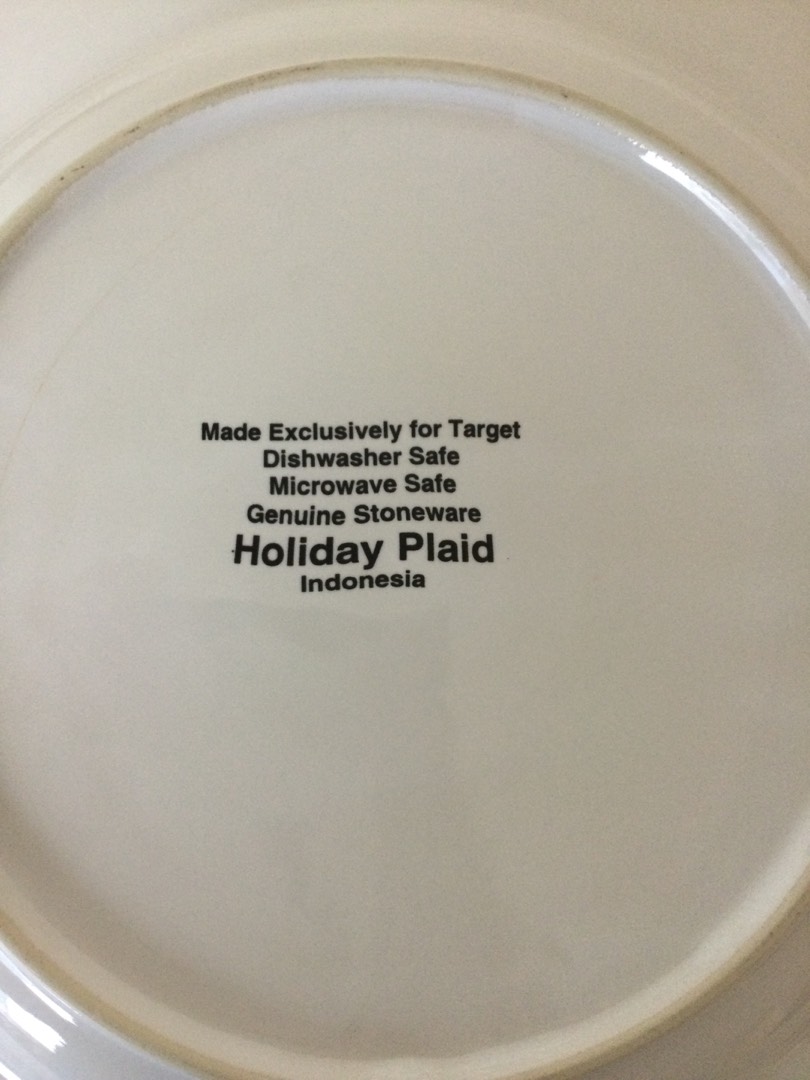 Made Exclusively for Target
Dishwasher Safe
Microwave Safe
Genuine Stoneware
Holiday Plaid
Indonesia